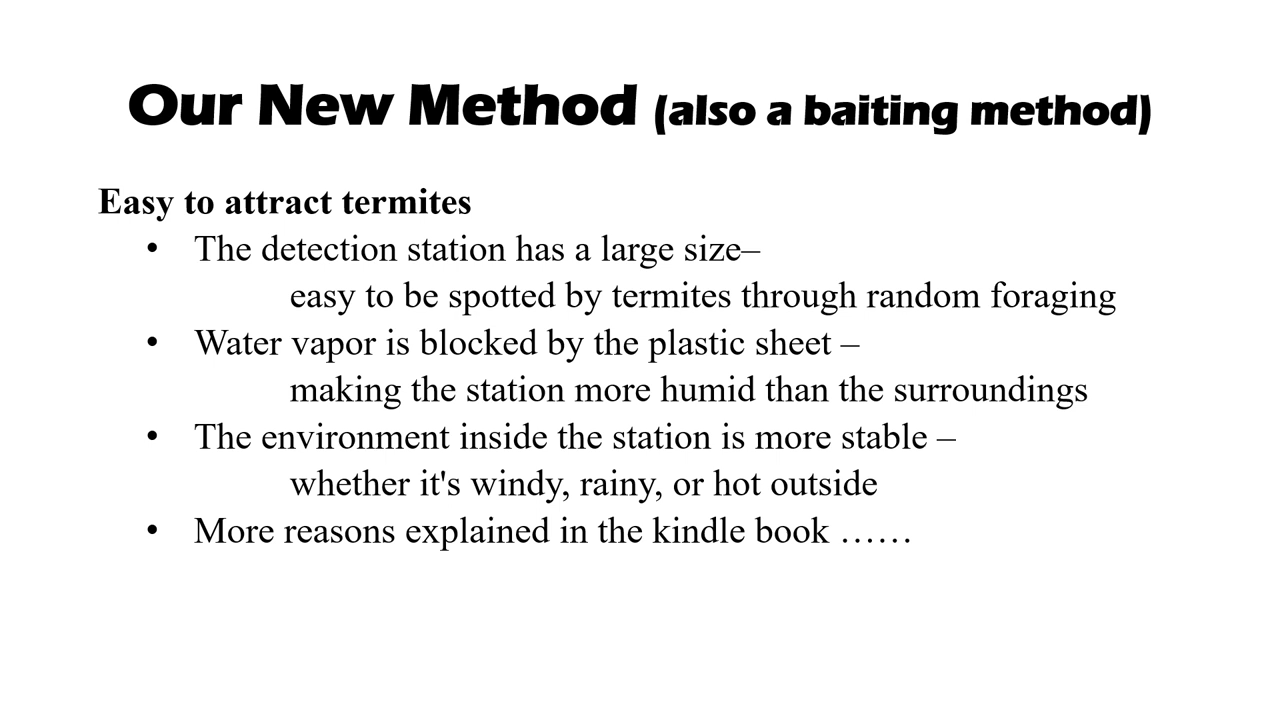 Our New Method (also a baiting method)
Easy to attract termites
• The detection station has a large size–
easy to be spotted by termites through random foraging
• Water vapor is blocked by the plastic sheet –
making the station more humid than the surroundings
• The environment inside the station is more stable –
whether it's windy, rainy, or hot outside
• More reasons explained in the kindle book ……